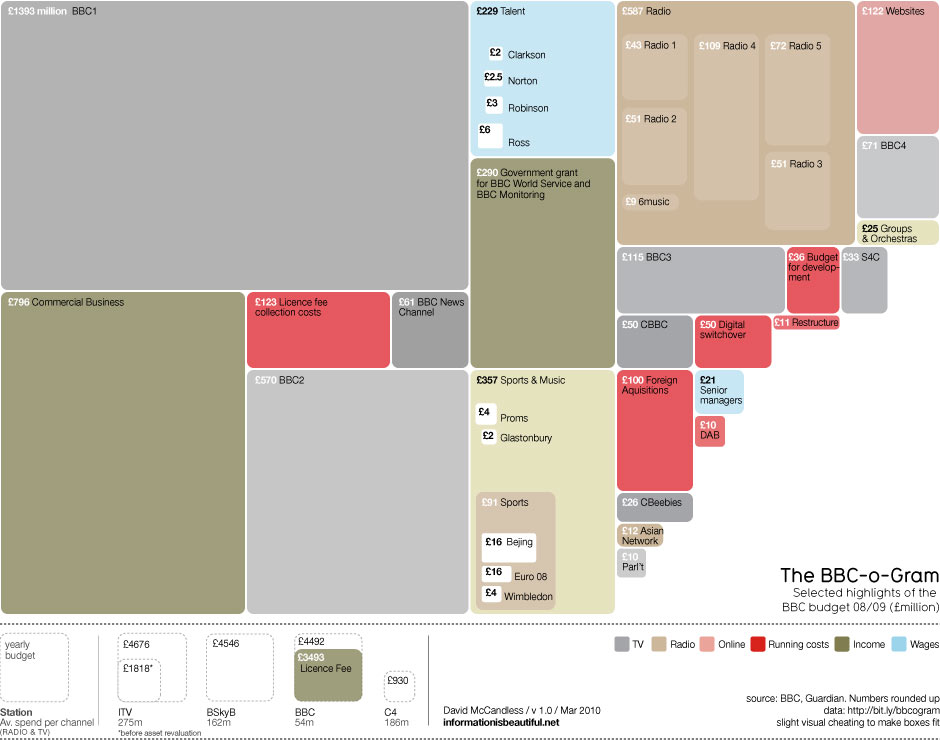 £1393 million BBC1
£229 Talent
£2 Clarkson
£2.5 Norton
£3 Robinson
£6 Ross
£587 Radio
£43 Radio 1
£109 Radio 4
£72 Radio 5
£51 Radio 2
£51 Radio 3
£9 6music
£122 Websites
£71 BBC4
£25 Groups
& Orchestras
£290 Government grant
for BBC World Service and
BBC Monitoring
£115 BBC3
£36 Budget
for develop-
ment
£33 S4C
£11 Restructure
£796 Commercial Business
£123 Licence fee
collection costs
£61 BBC News
Channel
£50 CBBC
£50 Digital
switchover
£570 BBC2
£357 Sports & Music
£4 Proms
£2 Glastonbury
£91 Sports
£16 Bejing
£16 Euro 08
£4 Wimbledon
£100 Foreign
Aquisitions
£21
Senior
managers
£10
DAB
£26 CBeebies
£12 Asian
Network
£10
Parl't
The BBC-o-Gram
Selected highlights of the
BBC budget 08/09 (£million)
yearly
budget
Station
Av. spend per channel
(RADIO & TV)
£4676
£1818*
ITV
275m
*before asset revaluation
£4546
BSkyB
162m
£4492
£3493
Licence Fee
BBC
54m
£930
C4
186m
David McCandless / v 1.0 / Mar 2010
informationisbeautiful.net
TV
Radio
Online
Running costs
Income
Wages
source: BBC, Guardian. Numbers rounded up
data: http://bit.ly/bbcogram
slight visual cheating to make boxes fit